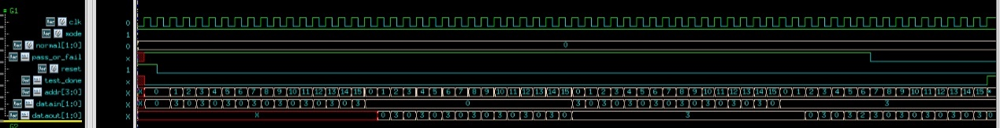 G1
clk 0
mode 1
normal[1:0] 0 0
pass_or_fail x
reset 1
test_done x
addr[3:0] X X 0 1 2 3 4 5 6 7 8 9 10 11 12 13 14 15 0 1 2 3 4 5 6 7 8 9 10 11 12 13 14 15 0 1 2 3 4 5 6 7 8 9 10 11 12 13 14 15 0 1 2 3 4 5 6 7 8 9 10 11 12 13 14 15
datain[1:0] X X 0 3 0 3 0 3 0 3 0 3 0 3 0 3 0 3 0 3 0 3 0 3 0 3 0 3 0 3 0 3 0 3 0 3
dataout[1:0] X X 0 3 0 3 0 3 0 3 0 3 0 3 0 3 0 3 0 3 2 3 0 3 0 3 0 3 0 3 0
G2